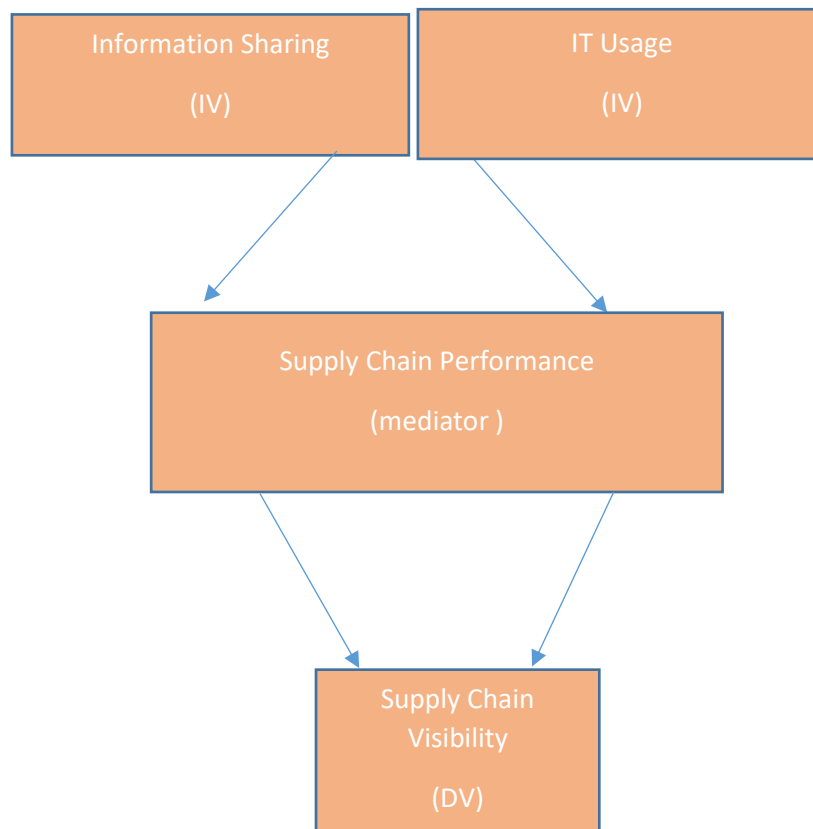 Information Sharing
(IV)
IT Usage
(IV)
Supply Chain Performance
(mediator )
Supply Chain
Visibility
(DV)